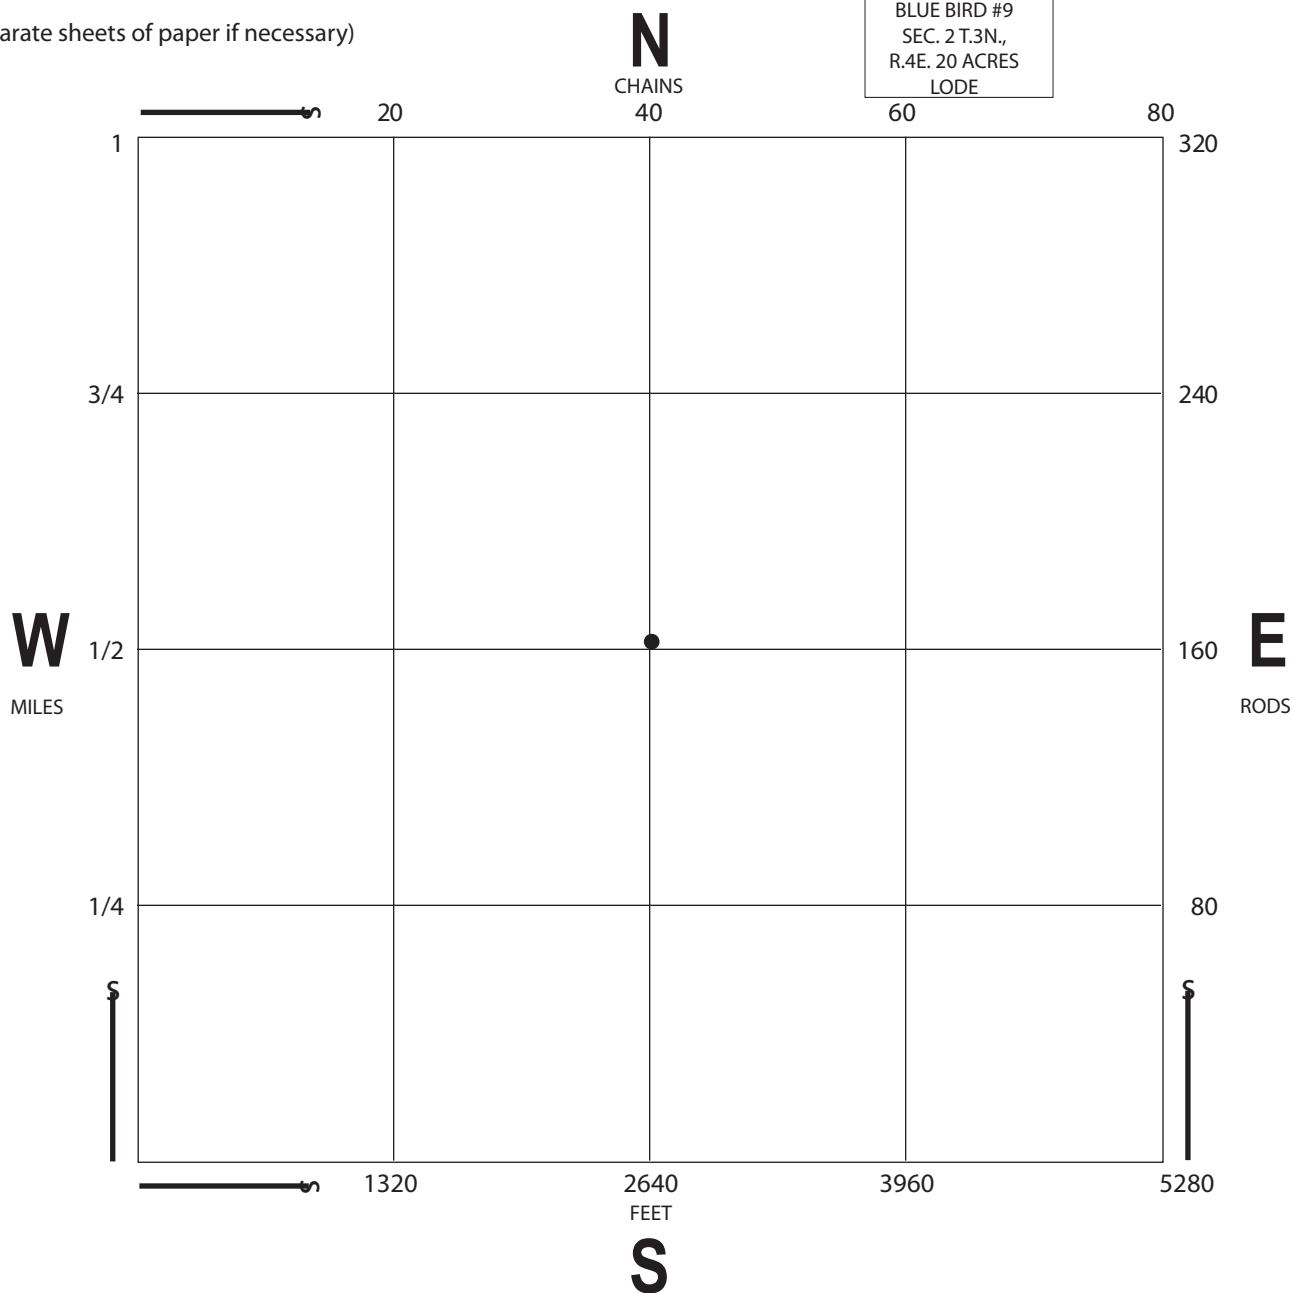 BLUE BIRD #9
SEC. 2 T.3N.,
R.4E. 20 ACRES
LODE
arate sheets of paper if necessary)
N
CHAINS
S 20 40 60 80
1 320
3/4 240
W 1/2 160 E
MILES RODS
1/4 80
S S
S 1320 2640 3960 5280
FEET
S